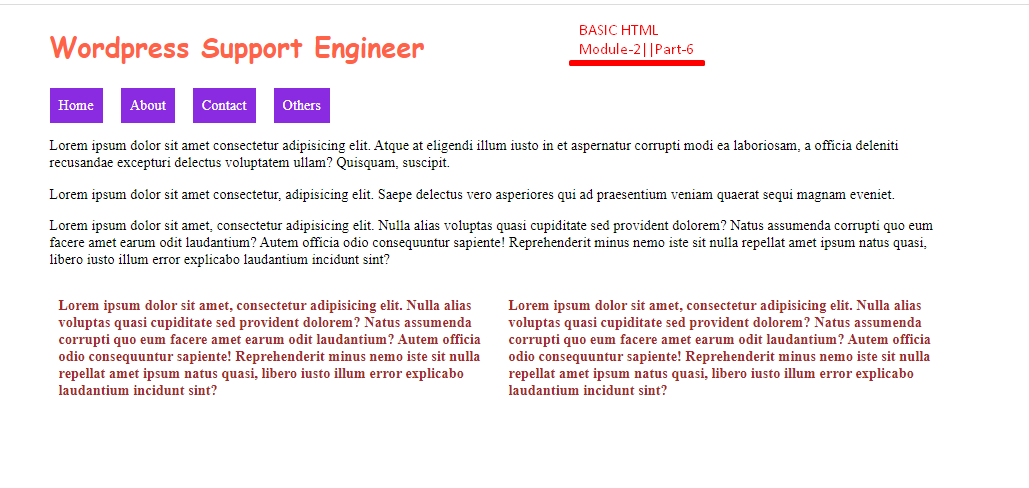 Wordpress Support Engineer
BASIC HTML
Module-2||Part-6
Home About Contact Others
Lorem ipsum dolor sit amet consectetur adipisicing elit. Atque at eligendi illum iusto in et aspernatur corrupti modi ea laboriosam, a officia deleniti
recusandae excepturi delectus voluptatem ullam? Quisquam, suscipit.
Lorem ipsum dolor sit amet consectetur, adipisicing elit. Saepe delectus vero asperiores qui ad praesentium veniam quaerat sequi magnam eveniet.
Lorem ipsum dolor sit amet, consectetur adipisicing elit. Nulla alias voluptas quasi cupiditate sed provident dolorem? Natus assumenda corrupti quo eum
facere amet earum odit laudantium? Autem officia odio consequuntur sapiente! Reprehenderit minus nemo iste sit nulla repellat amet ipsum natus quasi,
libero iusto illum error explicabo laudantium incidunt sint?
Lorem ipsum dolor sit amet, consectetur adipisicing elit. Nulla alias
voluptas quasi cupiditate sed provident dolorem? Natus assumenda
corrupti quo eum facere amet earum odit laudantium? Autem officia
odio consequuntur sapiente! Reprehenderit minus nemo iste sit nulla
repellat amet ipsum natus quasi, libero iusto illum error explicabo
laudantium incidunt sint?
Lorem ipsum dolor sit amet, consectetur adipisicing elit. Nulla alias
voluptas quasi cupiditate sed provident dolorem? Natus assumenda
corrupti quo eum facere amet earum odit laudantium? Autem officia
odio consequuntur sapiente! Reprehenderit minus nemo iste sit nulla
repellat amet ipsum natus quasi, libero iusto illum error explicabo
laudantium incidunt sint?